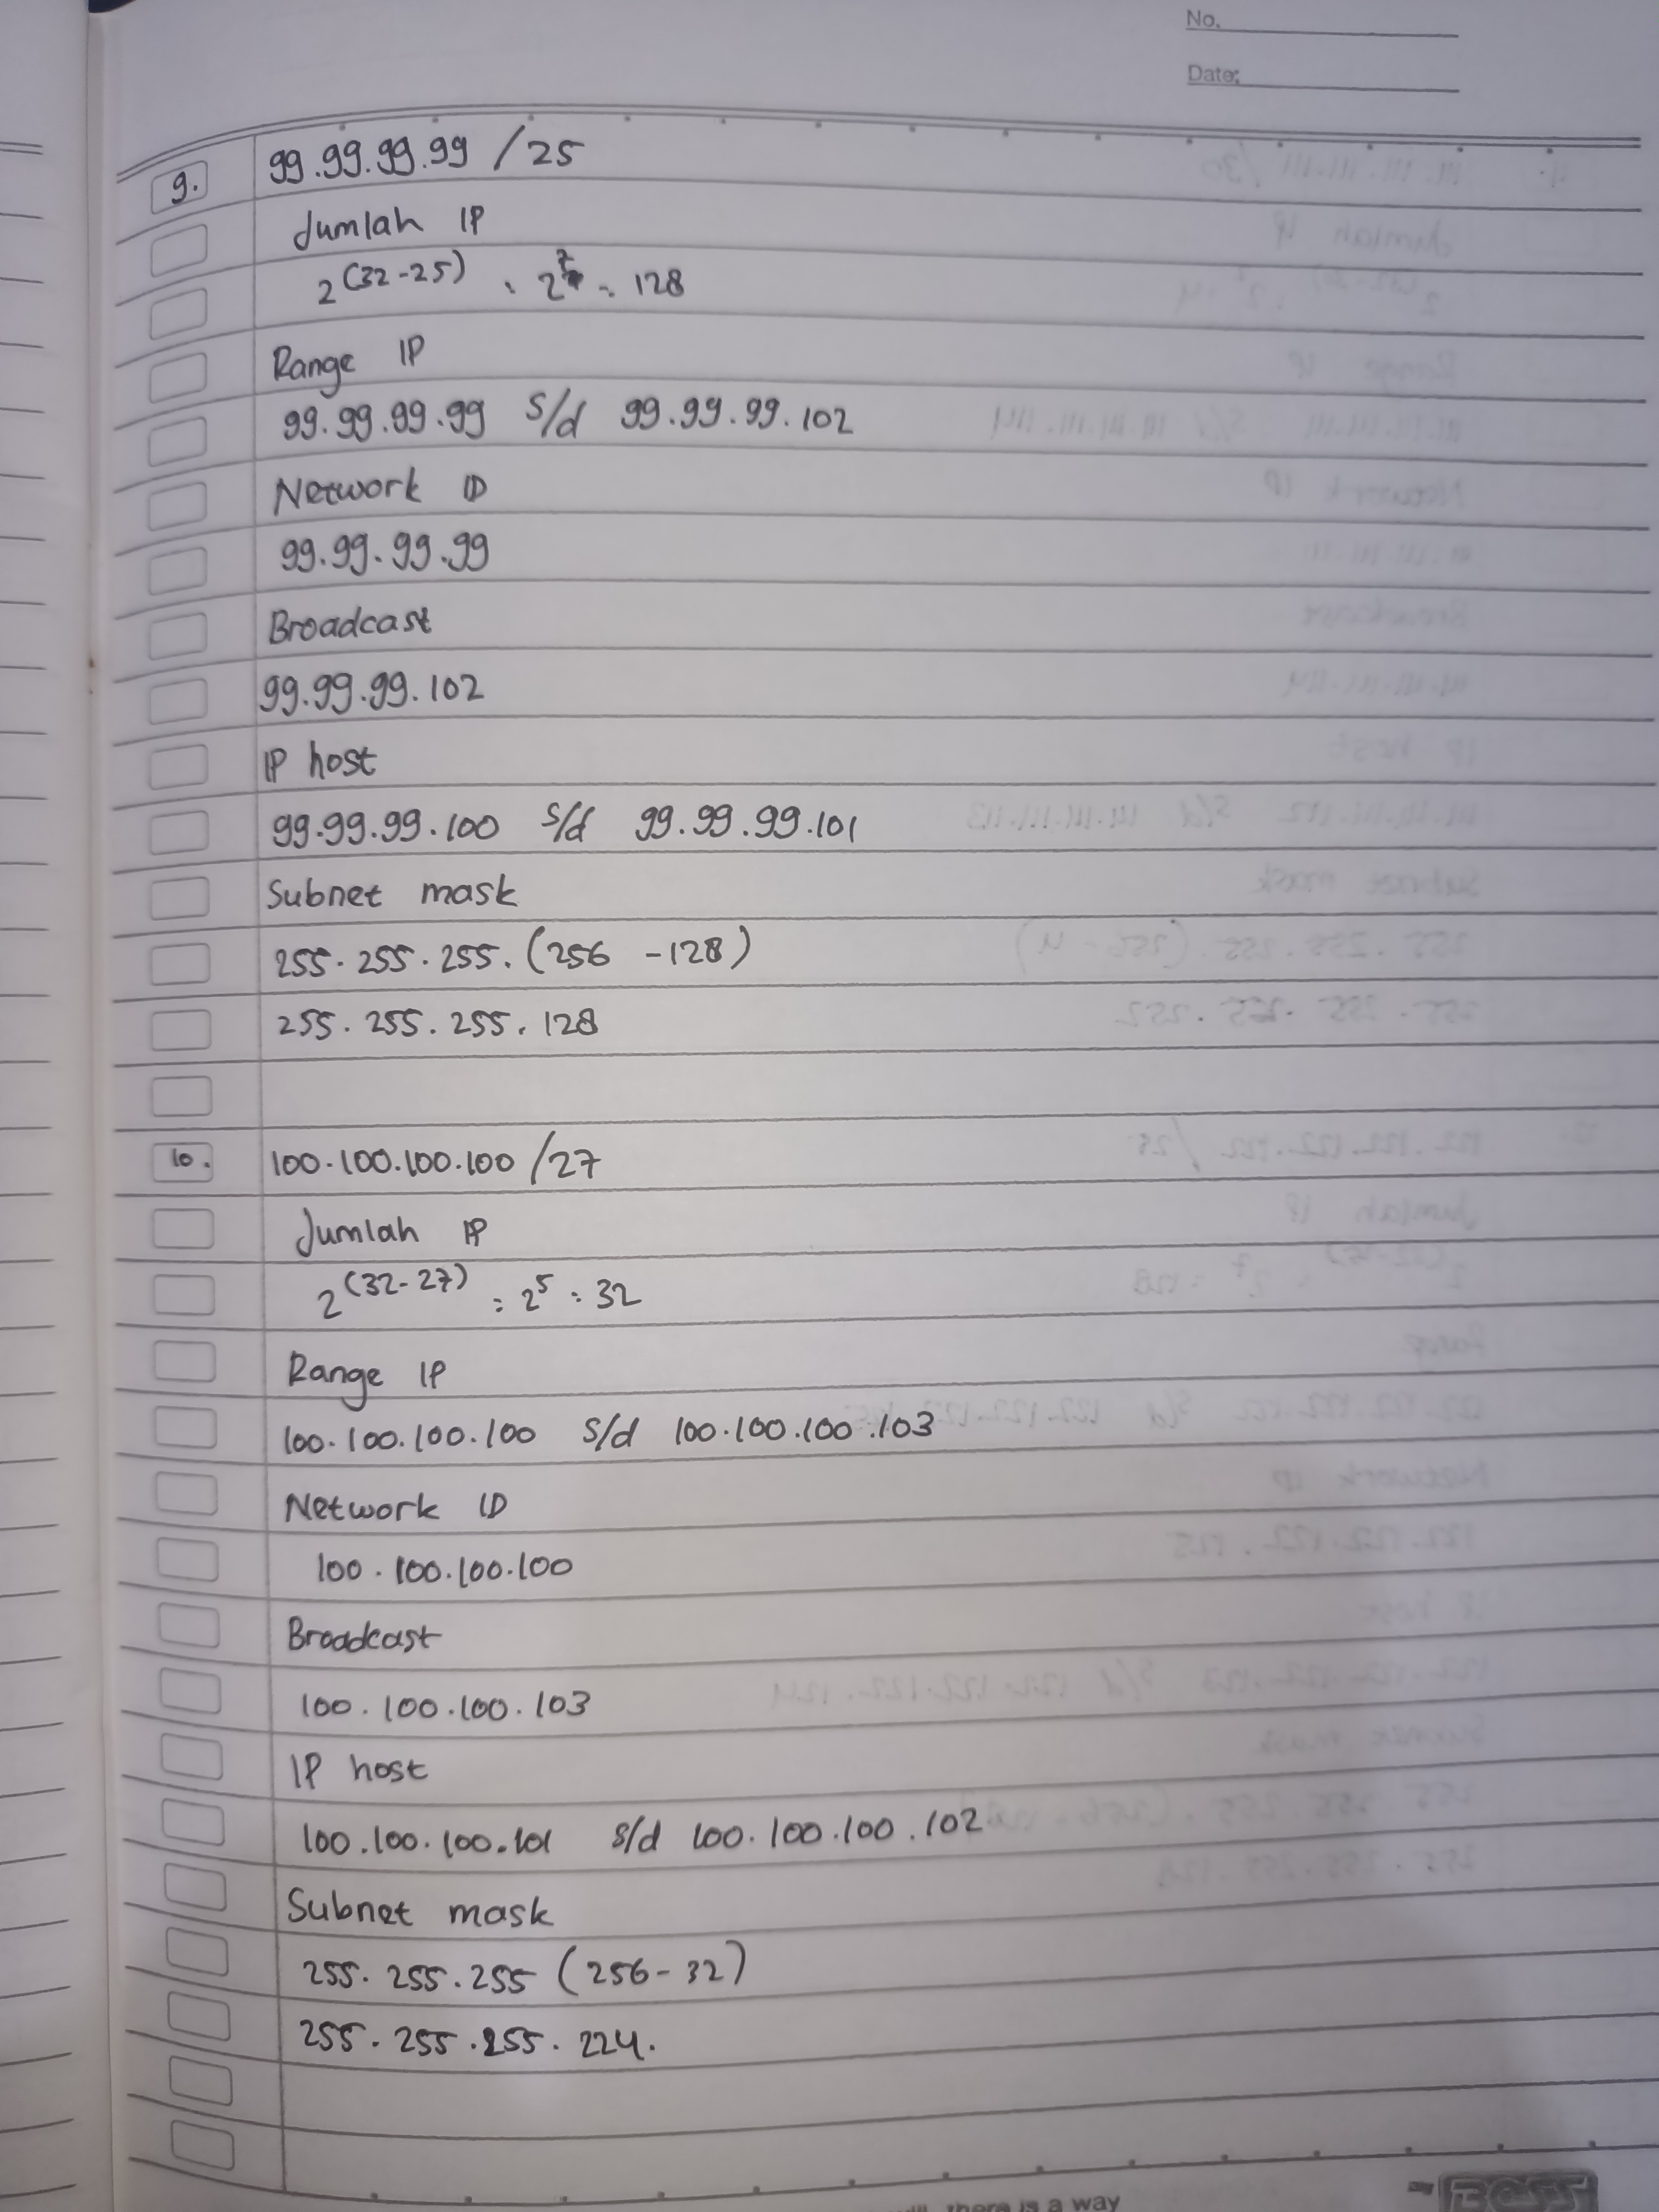 No.
Date:
9. 99.99.99.99 /25
Jumlah IP
2^(32-25) = 2^7 = 128
Range IP
99.99.99.99 s/d 99.99.99.102
Network ID
99.99.99.99
Broadcast
99.99.99.102
IP host
99.99.99.100 s/d 99.99.99.101
Subnet mask
255.255.255.(256 -128)
255.255.255.128
10. 100.100.100.100 /27
Jumlah IP
2^(32-27) = 2^5 = 32
Range IP
100.100.100.100 s/d 100.100.100.103
Network ID
100.100.100.100
Broadcast
100.100.100.103
IP host
100.100.100.101 s/d 100.100.100.102
Subnet mask
255.255.255 (256-32)
255.255.255.224.
there is a way
BOSS